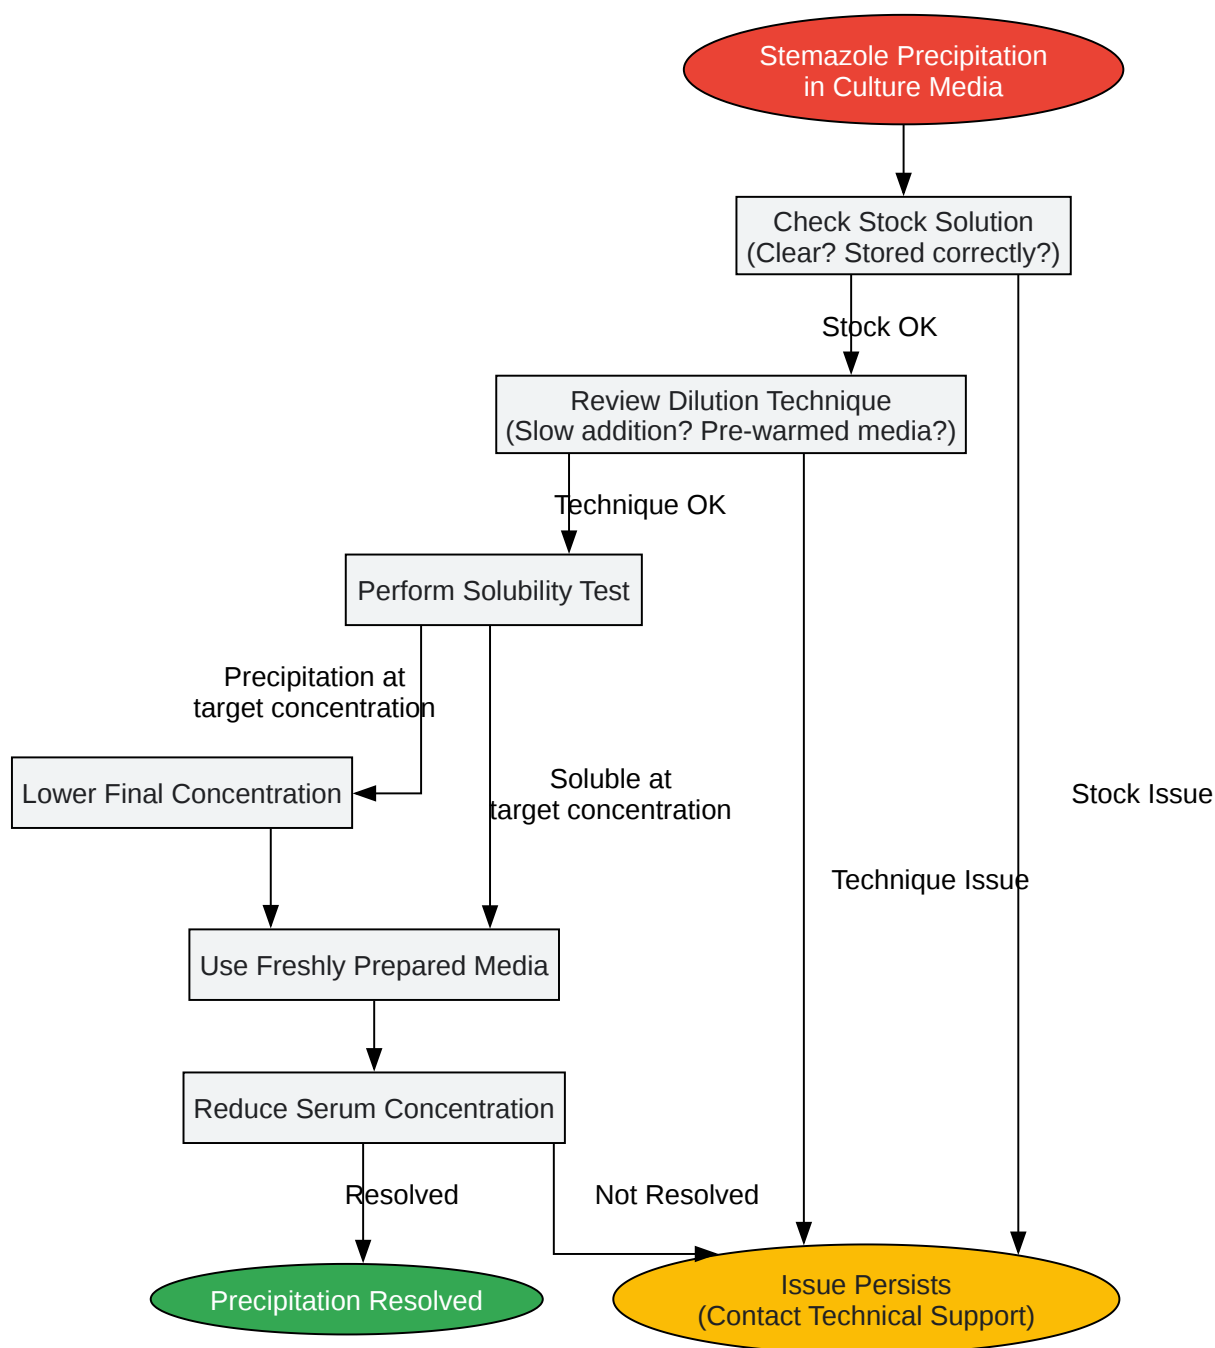 Stemazole Precipitation
in Culture Media
Check Stock Solution
(Clear? Stored correctly?)
Stock OK
Review Dilution Technique
(Slow addition? Pre-warmed media?)
Technique OK
Perform Solubility Test
Precipitation at
target concentration
Lower Final Concentration
Soluble at
target concentration
Stock Issue
Technique Issue
Use Freshly Prepared Media
Reduce Serum Concentration
Resolved
Not Resolved
Precipitation Resolved
Issue Persists
(Contact Technical Support)